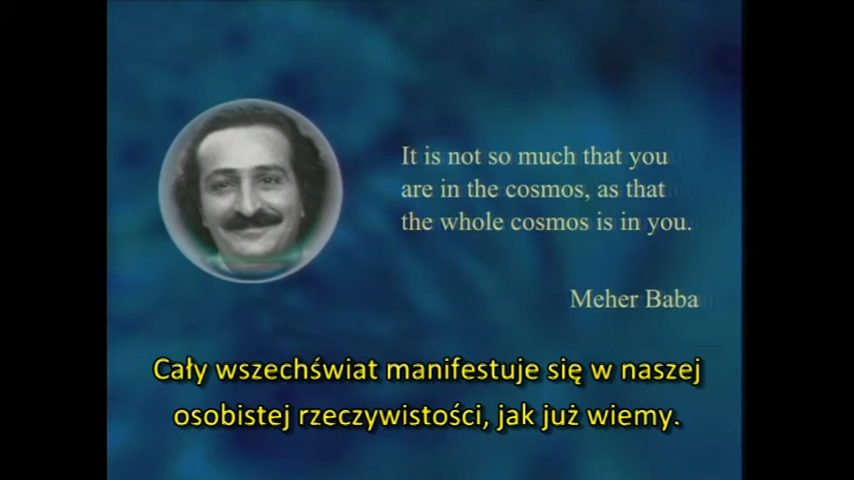 It is not so much that you
are in the cosmos, as that
the whole cosmos is in you.
Meher Baba
Cały wszechświat manifestuje się w naszej
osobistej rzeczywistości, jak już wiemy.